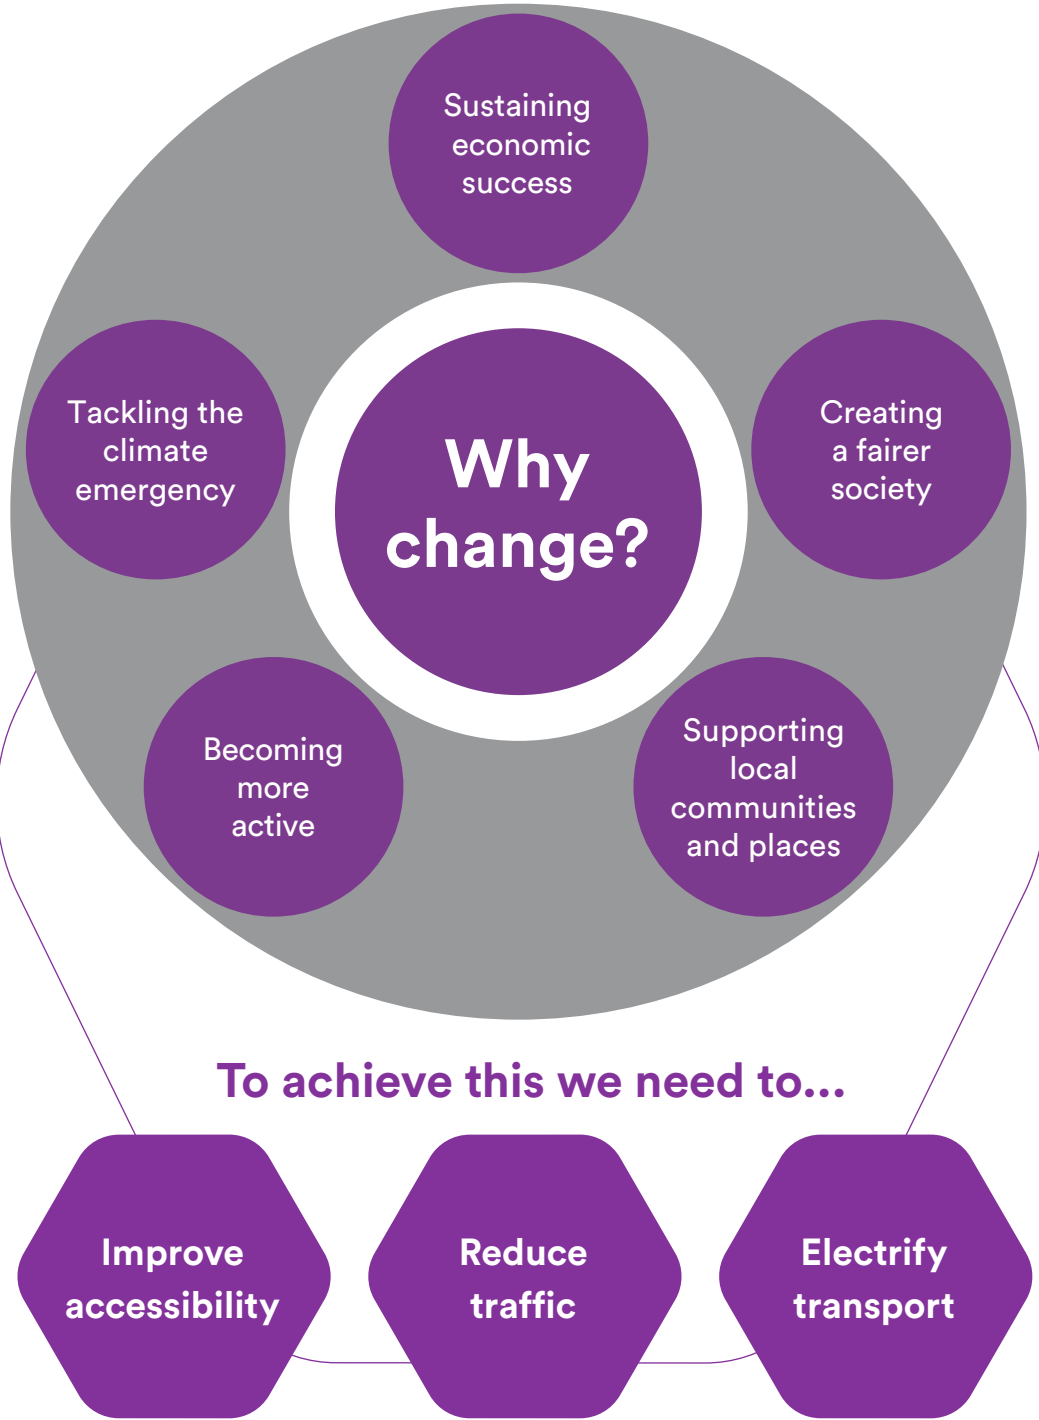 Sustaining
economic
success
Tackling the
climate
emergency
Why
change?
Creating
a fairer
society
Becoming
more
active
Supporting
local
communities
and places
To achieve this we need to...
Improve
accessibility
Reduce
traffic
Electrify
transport